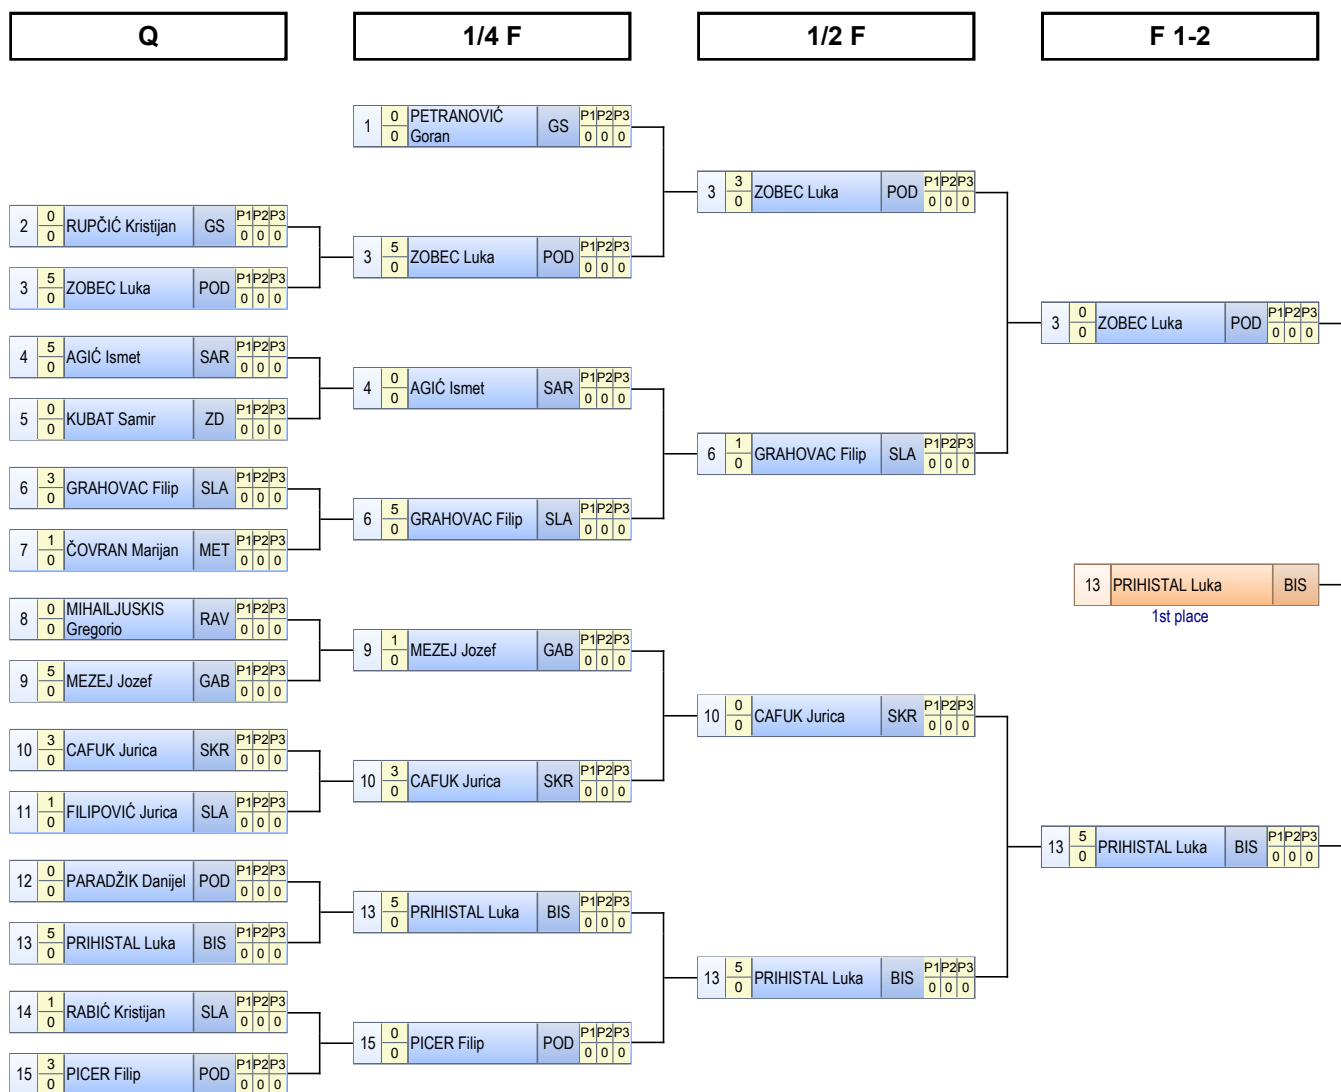 Q
1/4 F
1/2 F
F 1-2
1 0 PETRANOVIĆ GS P1 P2 P3
0 Goran 0 0 0
3 3 ZOBEC Luka POD P1 P2 P3
0 0 0 0
2 0 RUPČIĆ Kristijan GS P1 P2 P3
0 0 0 0
3 5 ZOBEC Luka POD P1 P2 P3
0 0 0 0
3 5 ZOBEC Luka POD P1 P2 P3
0 0 0 0
3 0 ZOBEC Luka POD P1 P2 P3
0 0 0 0
4 5 AGIĆ Ismet SAR P1 P2 P3
0 0 0 0
4 0 AGIĆ Ismet SAR P1 P2 P3
0 0 0 0
5 0 KUBAT Samir ZD P1 P2 P3
0 0 0 0
6 1 GRAHOVAC Filip SLA P1 P2 P3
0 0 0 0
6 3 GRAHOVAC Filip SLA P1 P2 P3
0 0 0 0
6 5 GRAHOVAC Filip SLA P1 P2 P3
0 0 0 0
7 1 ČOVRAN Marijan MET P1 P2 P3
0 0 0 0
13 PRIHISTAL Luka BIS
1st place
8 0 MIHAILJUSKIS RAV P1 P2 P3
0 Gregorio 0 0 0
9 1 MEZEJ Jozef GAB P1 P2 P3
0 0 0 0
9 5 MEZEJ Jozef GAB P1 P2 P3
0 0 0 0
10 0 CAFUK Jurica SKR P1 P2 P3
0 0 0 0
10 3 CAFUK Jurica SKR P1 P2 P3
0 0 0 0
10 3 CAFUK Jurica SKR P1 P2 P3
0 0 0 0
11 1 FILIPOVIĆ Jurica SLA P1 P2 P3
0 0 0 0
13 5 PRIHISTAL Luka BIS P1 P2 P3
0 0 0 0
12 0 PARADŽIK Danijel POD P1 P2 P3
0 0 0 0
13 5 PRIHISTAL Luka BIS P1 P2 P3
0 0 0 0
13 5 PRIHISTAL Luka BIS P1 P2 P3
0 0 0 0
13 5 PRIHISTAL Luka BIS P1 P2 P3
0 0 0 0
14 1 RABIĆ Kristijan SLA P1 P2 P3
0 0 0 0
15 0 PICER Filip POD P1 P2 P3
0 0 0 0
15 3 PICER Filip POD P1 P2 P3
0 0 0 0